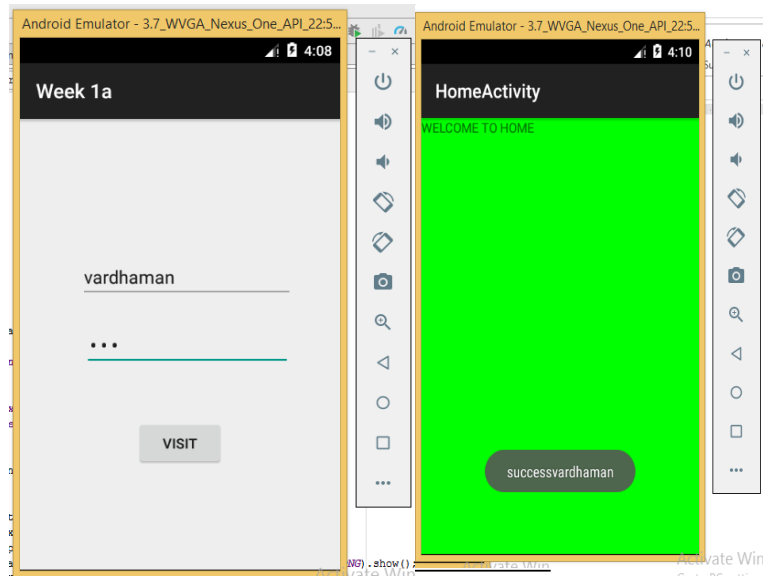 Android Emulator - 3.7_WVGA_Nexus_One_API_22:5...
4:08
Week 1a
vardhaman
VISIT
NG).show();
Android Emulator - 3.7_WVGA_Nexus_One_API_22:5...
4:10
HomeActivity
WELCOME TO HOME
successvardhaman
Activate Win